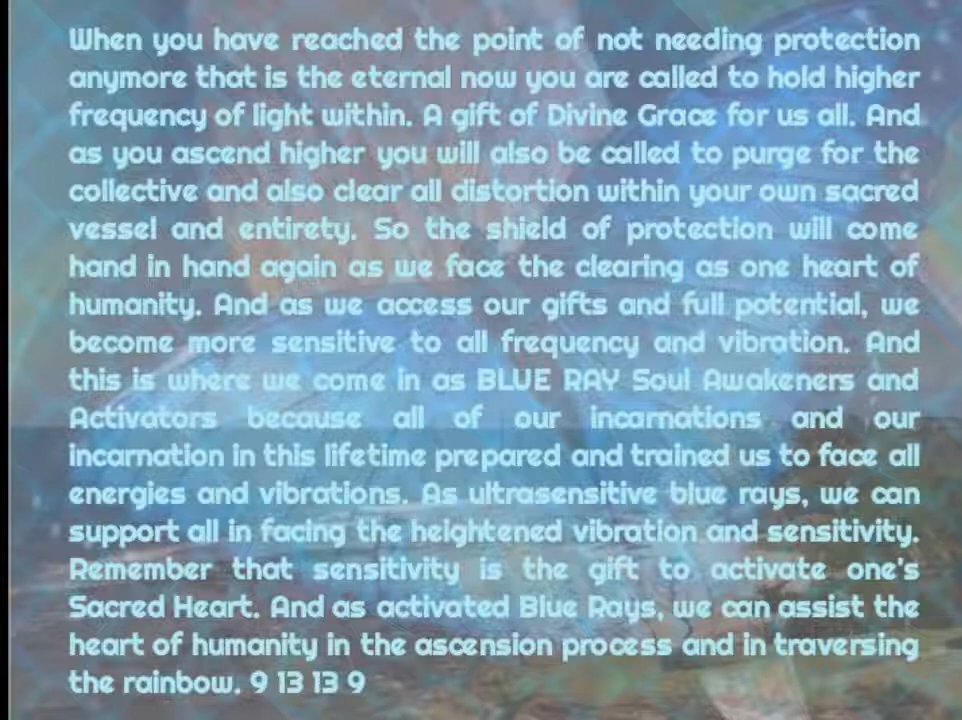 When you have reached the point of not needing protection
anymore that is the eternal now you are called to hold higher
frequency of light within. A gift of Divine Grace for us all. And
as you ascend higher you will also be called to purge for the
collective and also clear all distortion within your own sacred
vessel and entirety. So the shield of protection will come
hand in hand again as we face the clearing as one heart of
humanity. And as we access our gifts and full potential, we
become more sensitive to all frequency and vibration. And
this is where we come in as BLUE RAY Soul Awakeners and
Activators because all of our incarnations and our
incarnation in this lifetime prepared and trained us to face all
energies and vibrations. As ultrasensitive blue rays, we can
support all in facing the heightened vibration and sensitivity.
Remember that sensitivity is the gift to activate one's
Sacred Heart. And as activated Blue Rays, we can assist the
heart of humanity in the ascension process and in traversing
the rainbow. 9 13 13 9